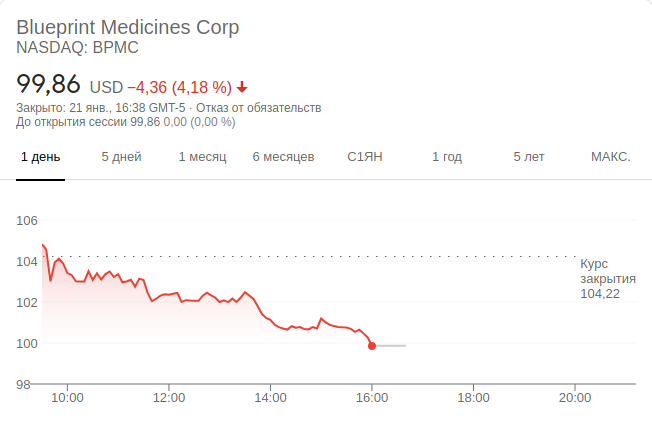 Blueprint Medicines Corp
NASDAQ: BPMC
99,86 USD −4,36 (4,18 %)
Закрыто: 21 янв., 16:38 GMT-5 · Отказ от обязательств
До открытия сессии 99,86 0,00 (0,00 %)
1 день 5 дней 1 месяц 6 месяцев С1ЯН 1 год 5 лет МАКС.
106
104
Курс
закрытия
104,22
102
100
98
10:00 12:00 14:00 16:00 18:00 20:00